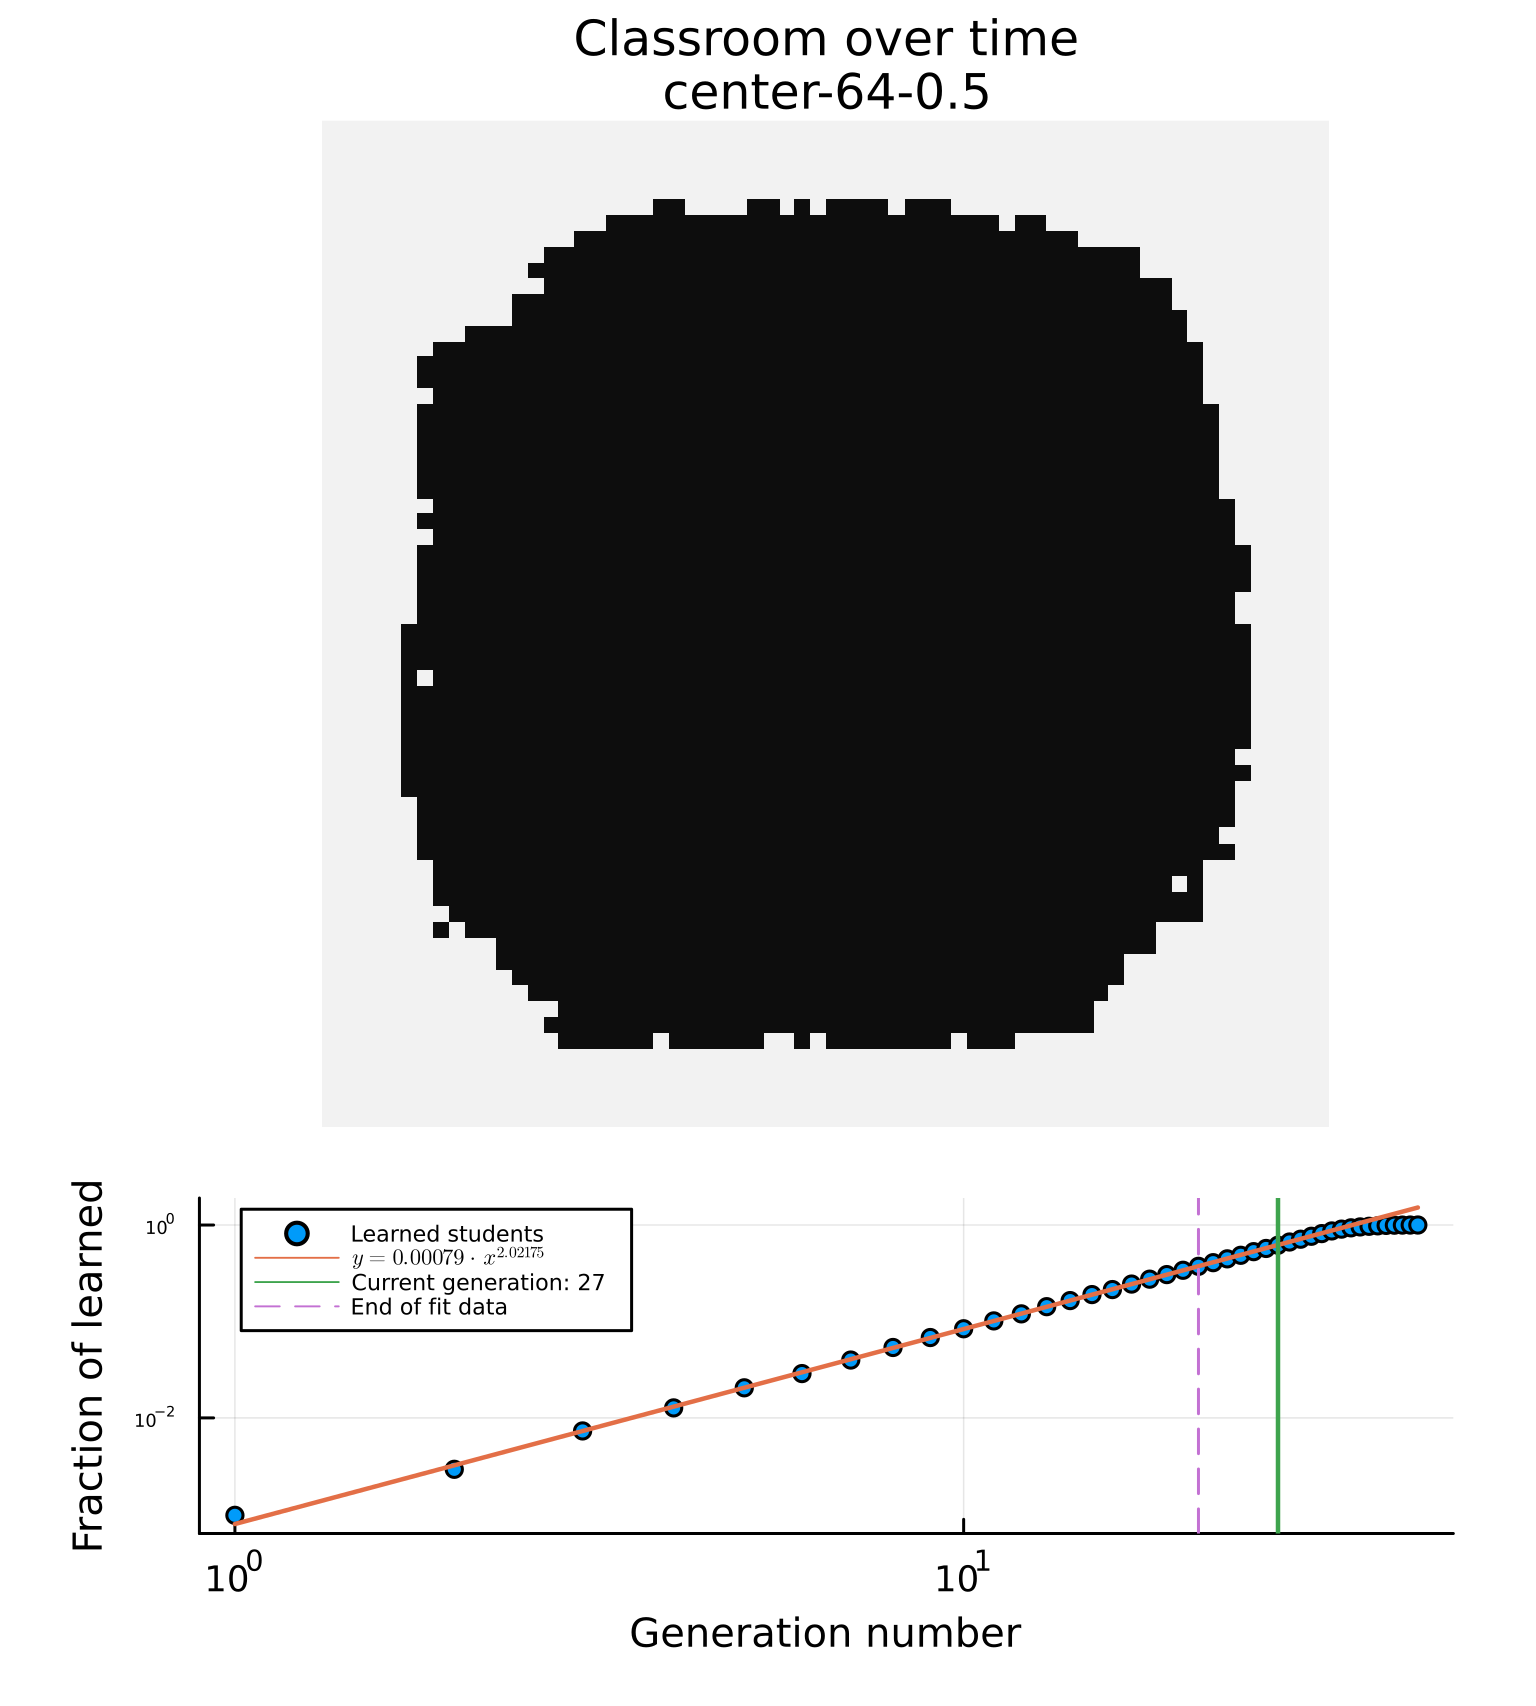 Classroom over time
center-64-0.5
Fraction of learned
10⁰
10⁻²
Learned students
y = 0.00079 · x^2.02175
Current generation: 27
End of fit data
10⁰
10¹
Generation number